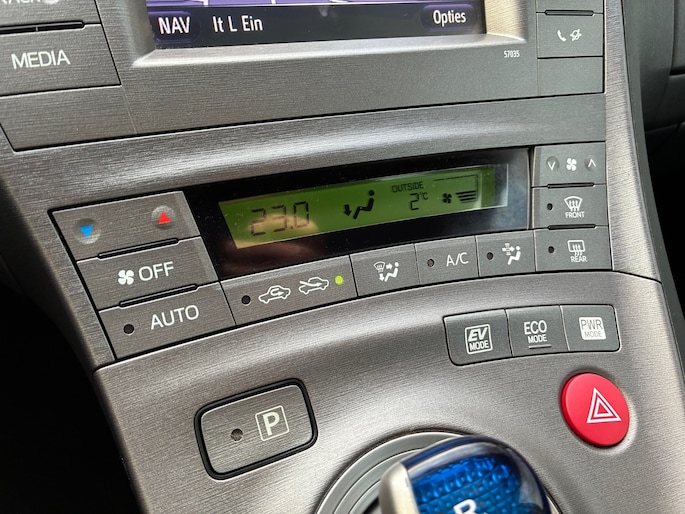 NAV It L Ein Opties
MEDIA
57035
OUTSIDE
23.0 2°C
FRONT
OFF A/C REAR
AUTO
EV MODE
ECO MODE
PWR MODE
P
R